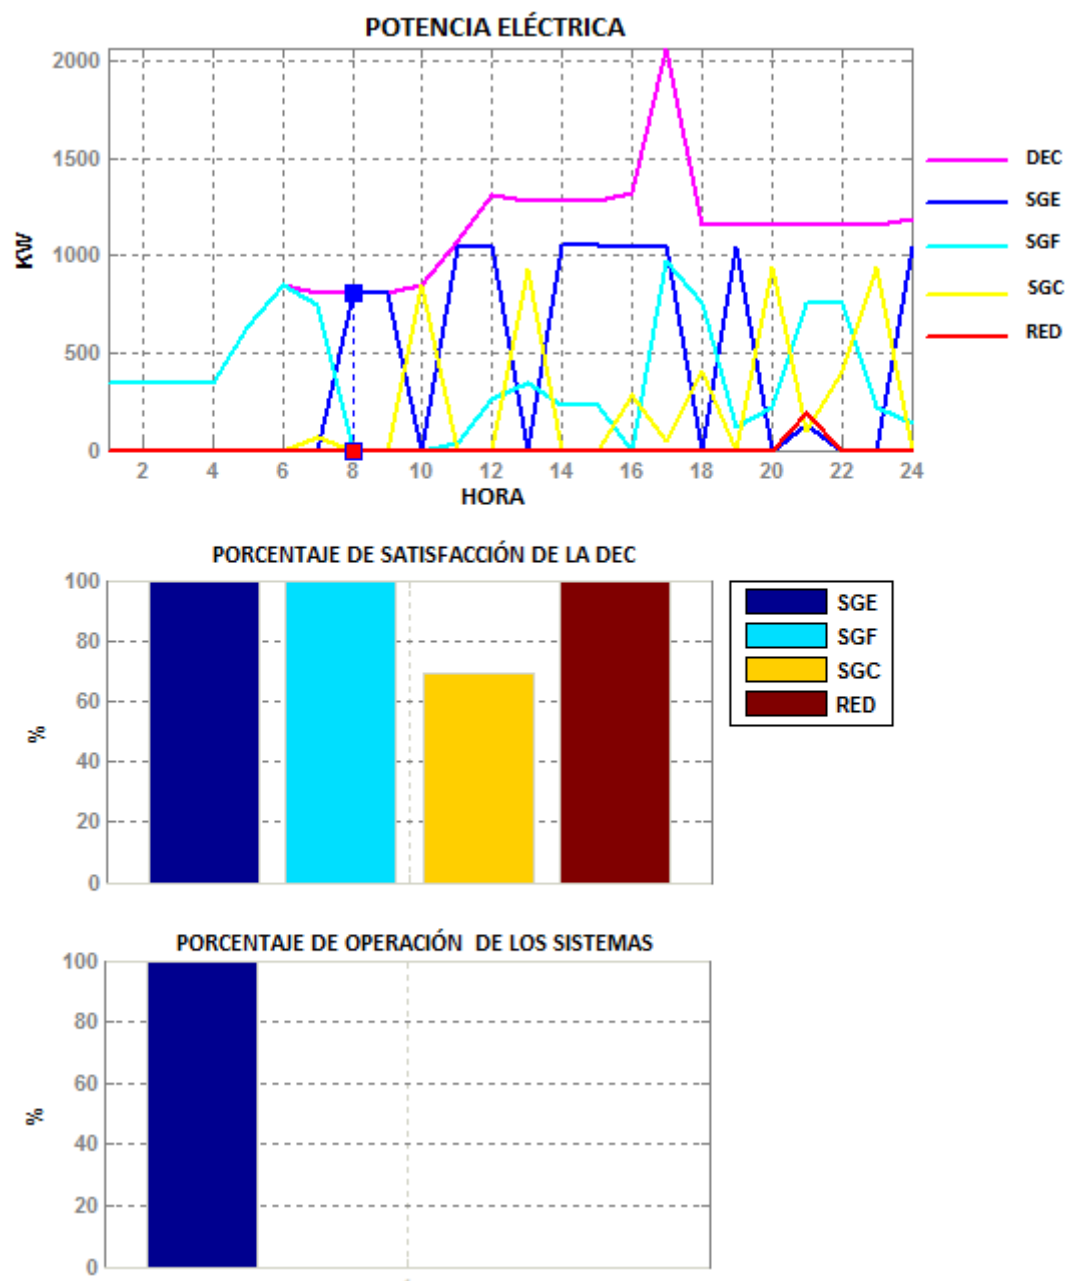 POTENCIA ELÉCTRICA
2000
1500
1000
500
0
KW
2 4 6 8 10 12 14 16 18 20 22 24
HORA
DEC
SGE
SGF
SGC
RED
PORCENTAJE DE SATISFACCIÓN DE LA DEC
100
80
60
40
20
0
%
SGE
SGF
SGC
RED
PORCENTAJE DE OPERACIÓN DE LOS SISTEMAS
100
80
60
40
20
0
%